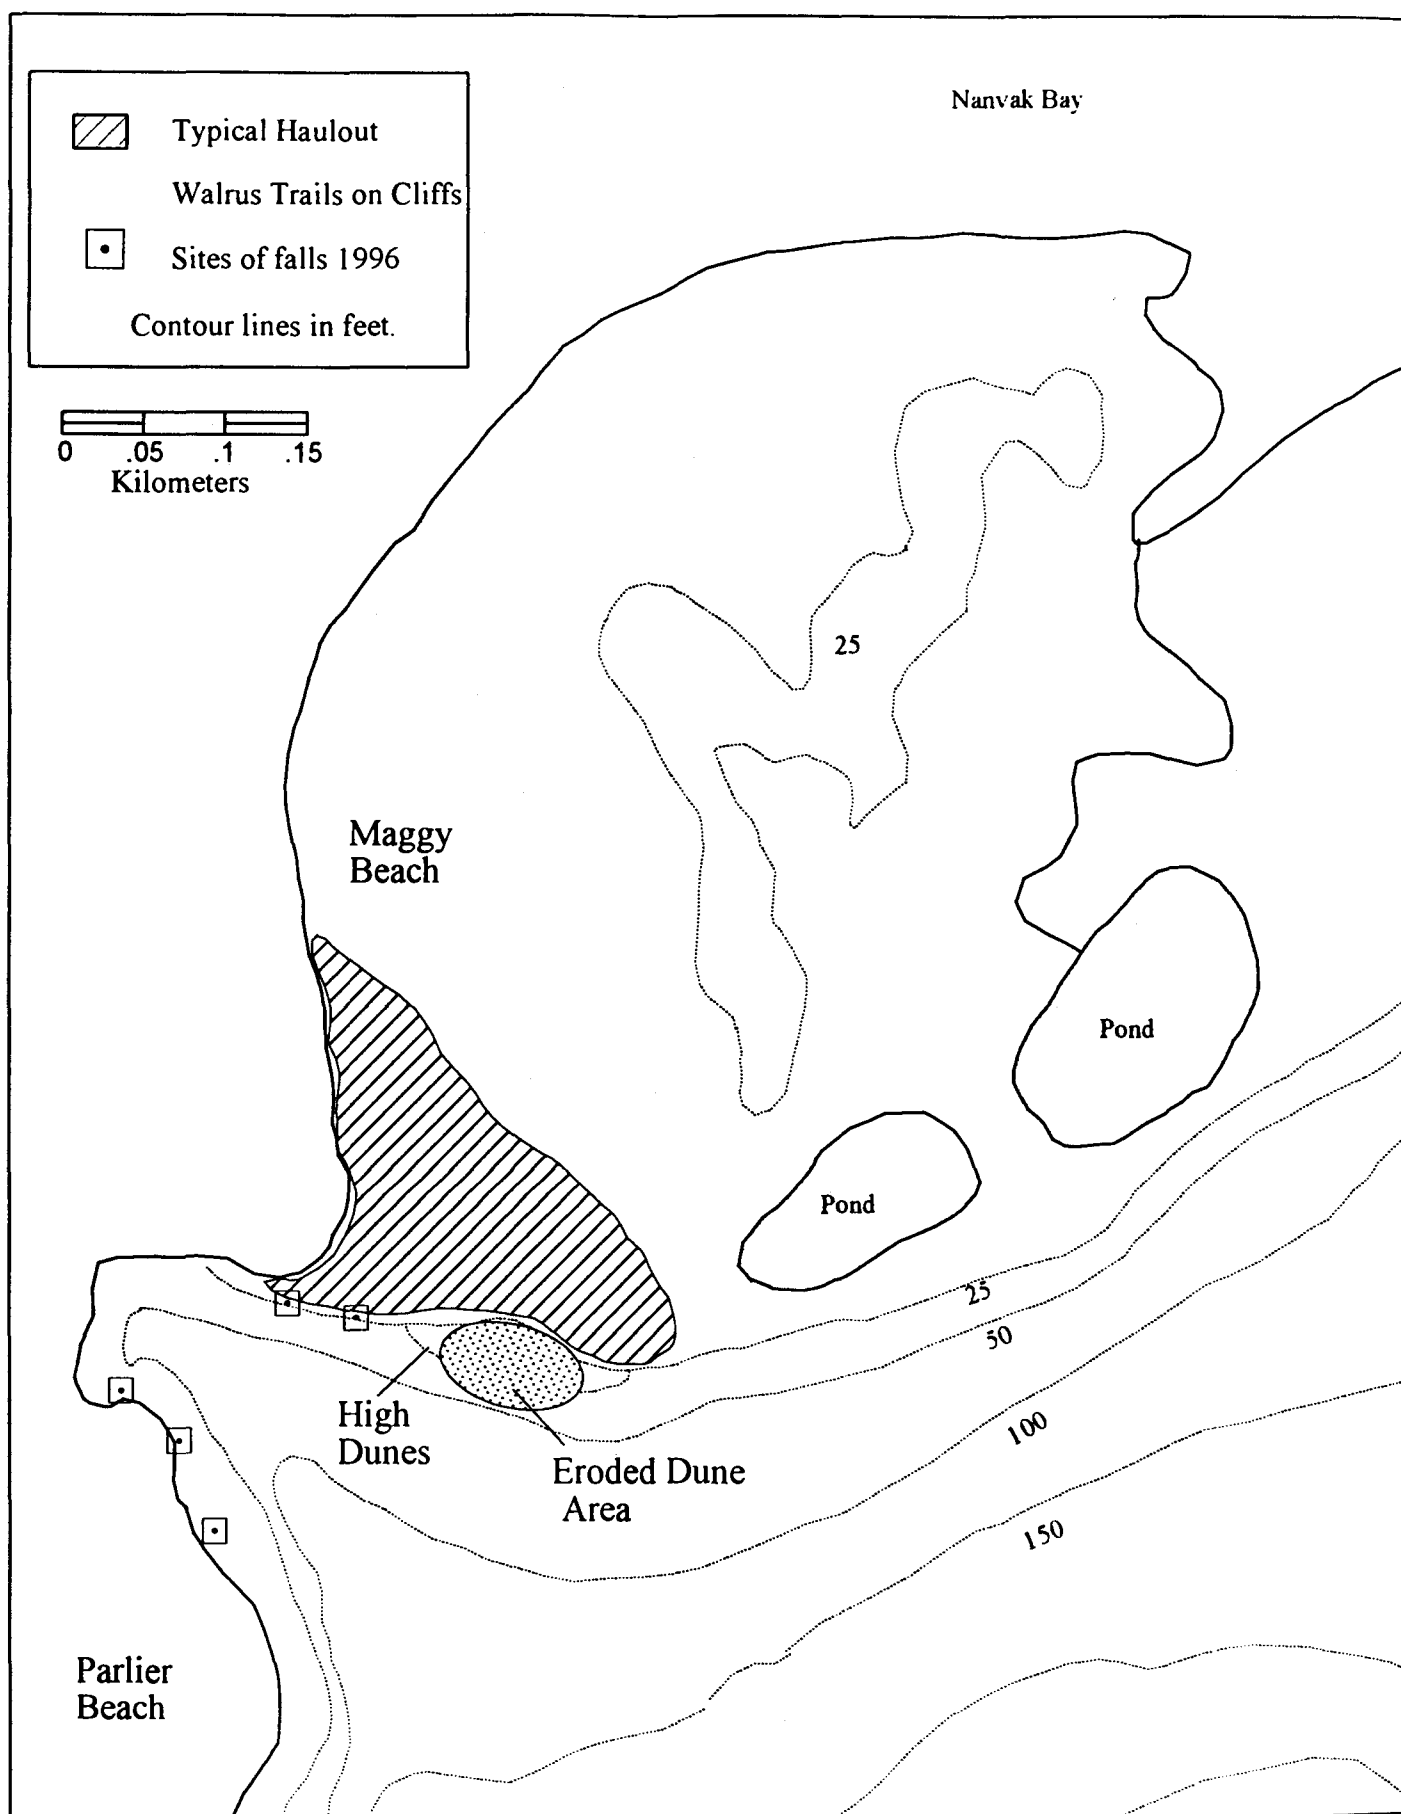 Nanvak Bay
Typical Haulout
Walrus Trails on Cliffs
Sites of falls 1996
Contour lines in feet.
0 .05 .1 .15
Kilometers
25
Maggy
Beach
Pond
Pond
25
50
High
Dunes
100
Eroded Dune
Area
150
Parlier
Beach